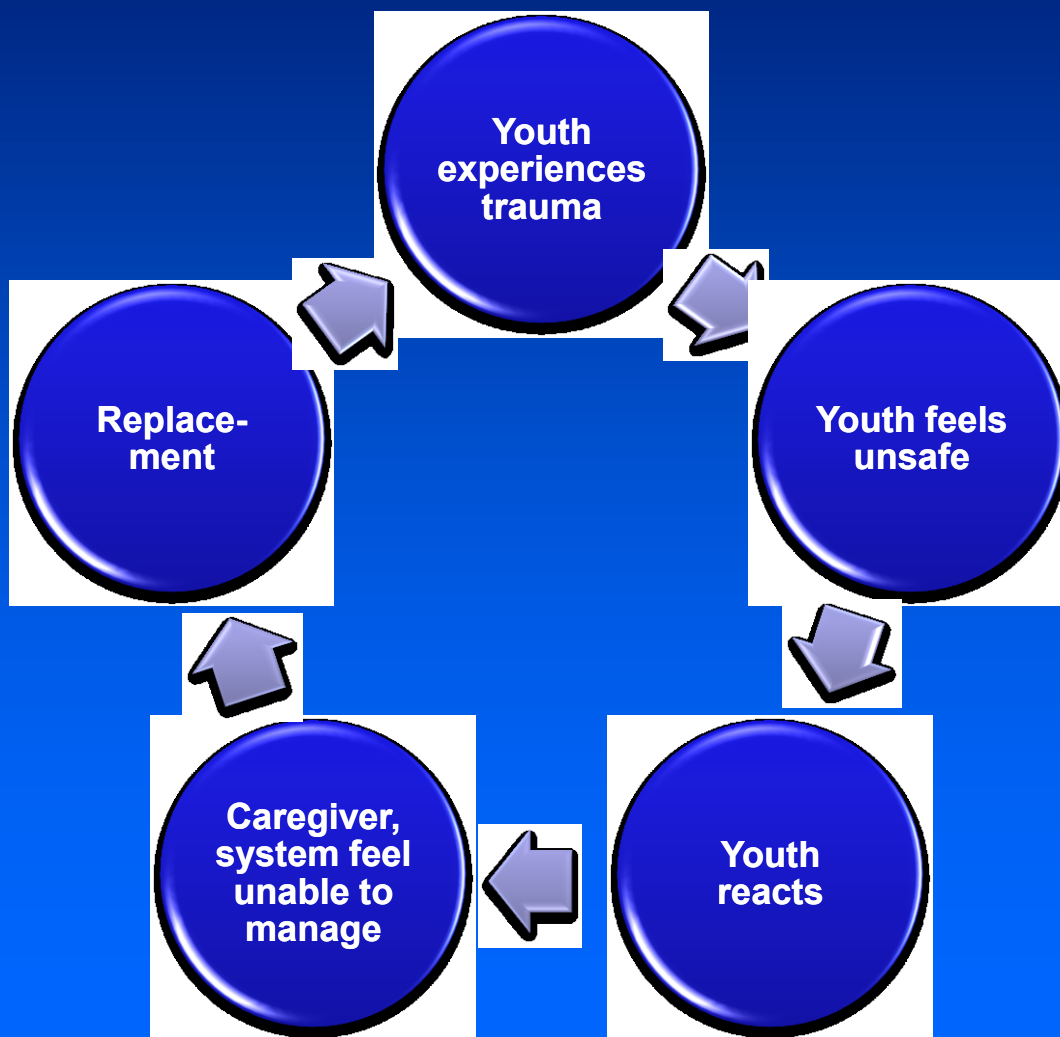 Youth
experiences
trauma
Youth feels
unsafe
Youth
reacts
Caregiver,
system feel
unable to
manage
Replace-
ment